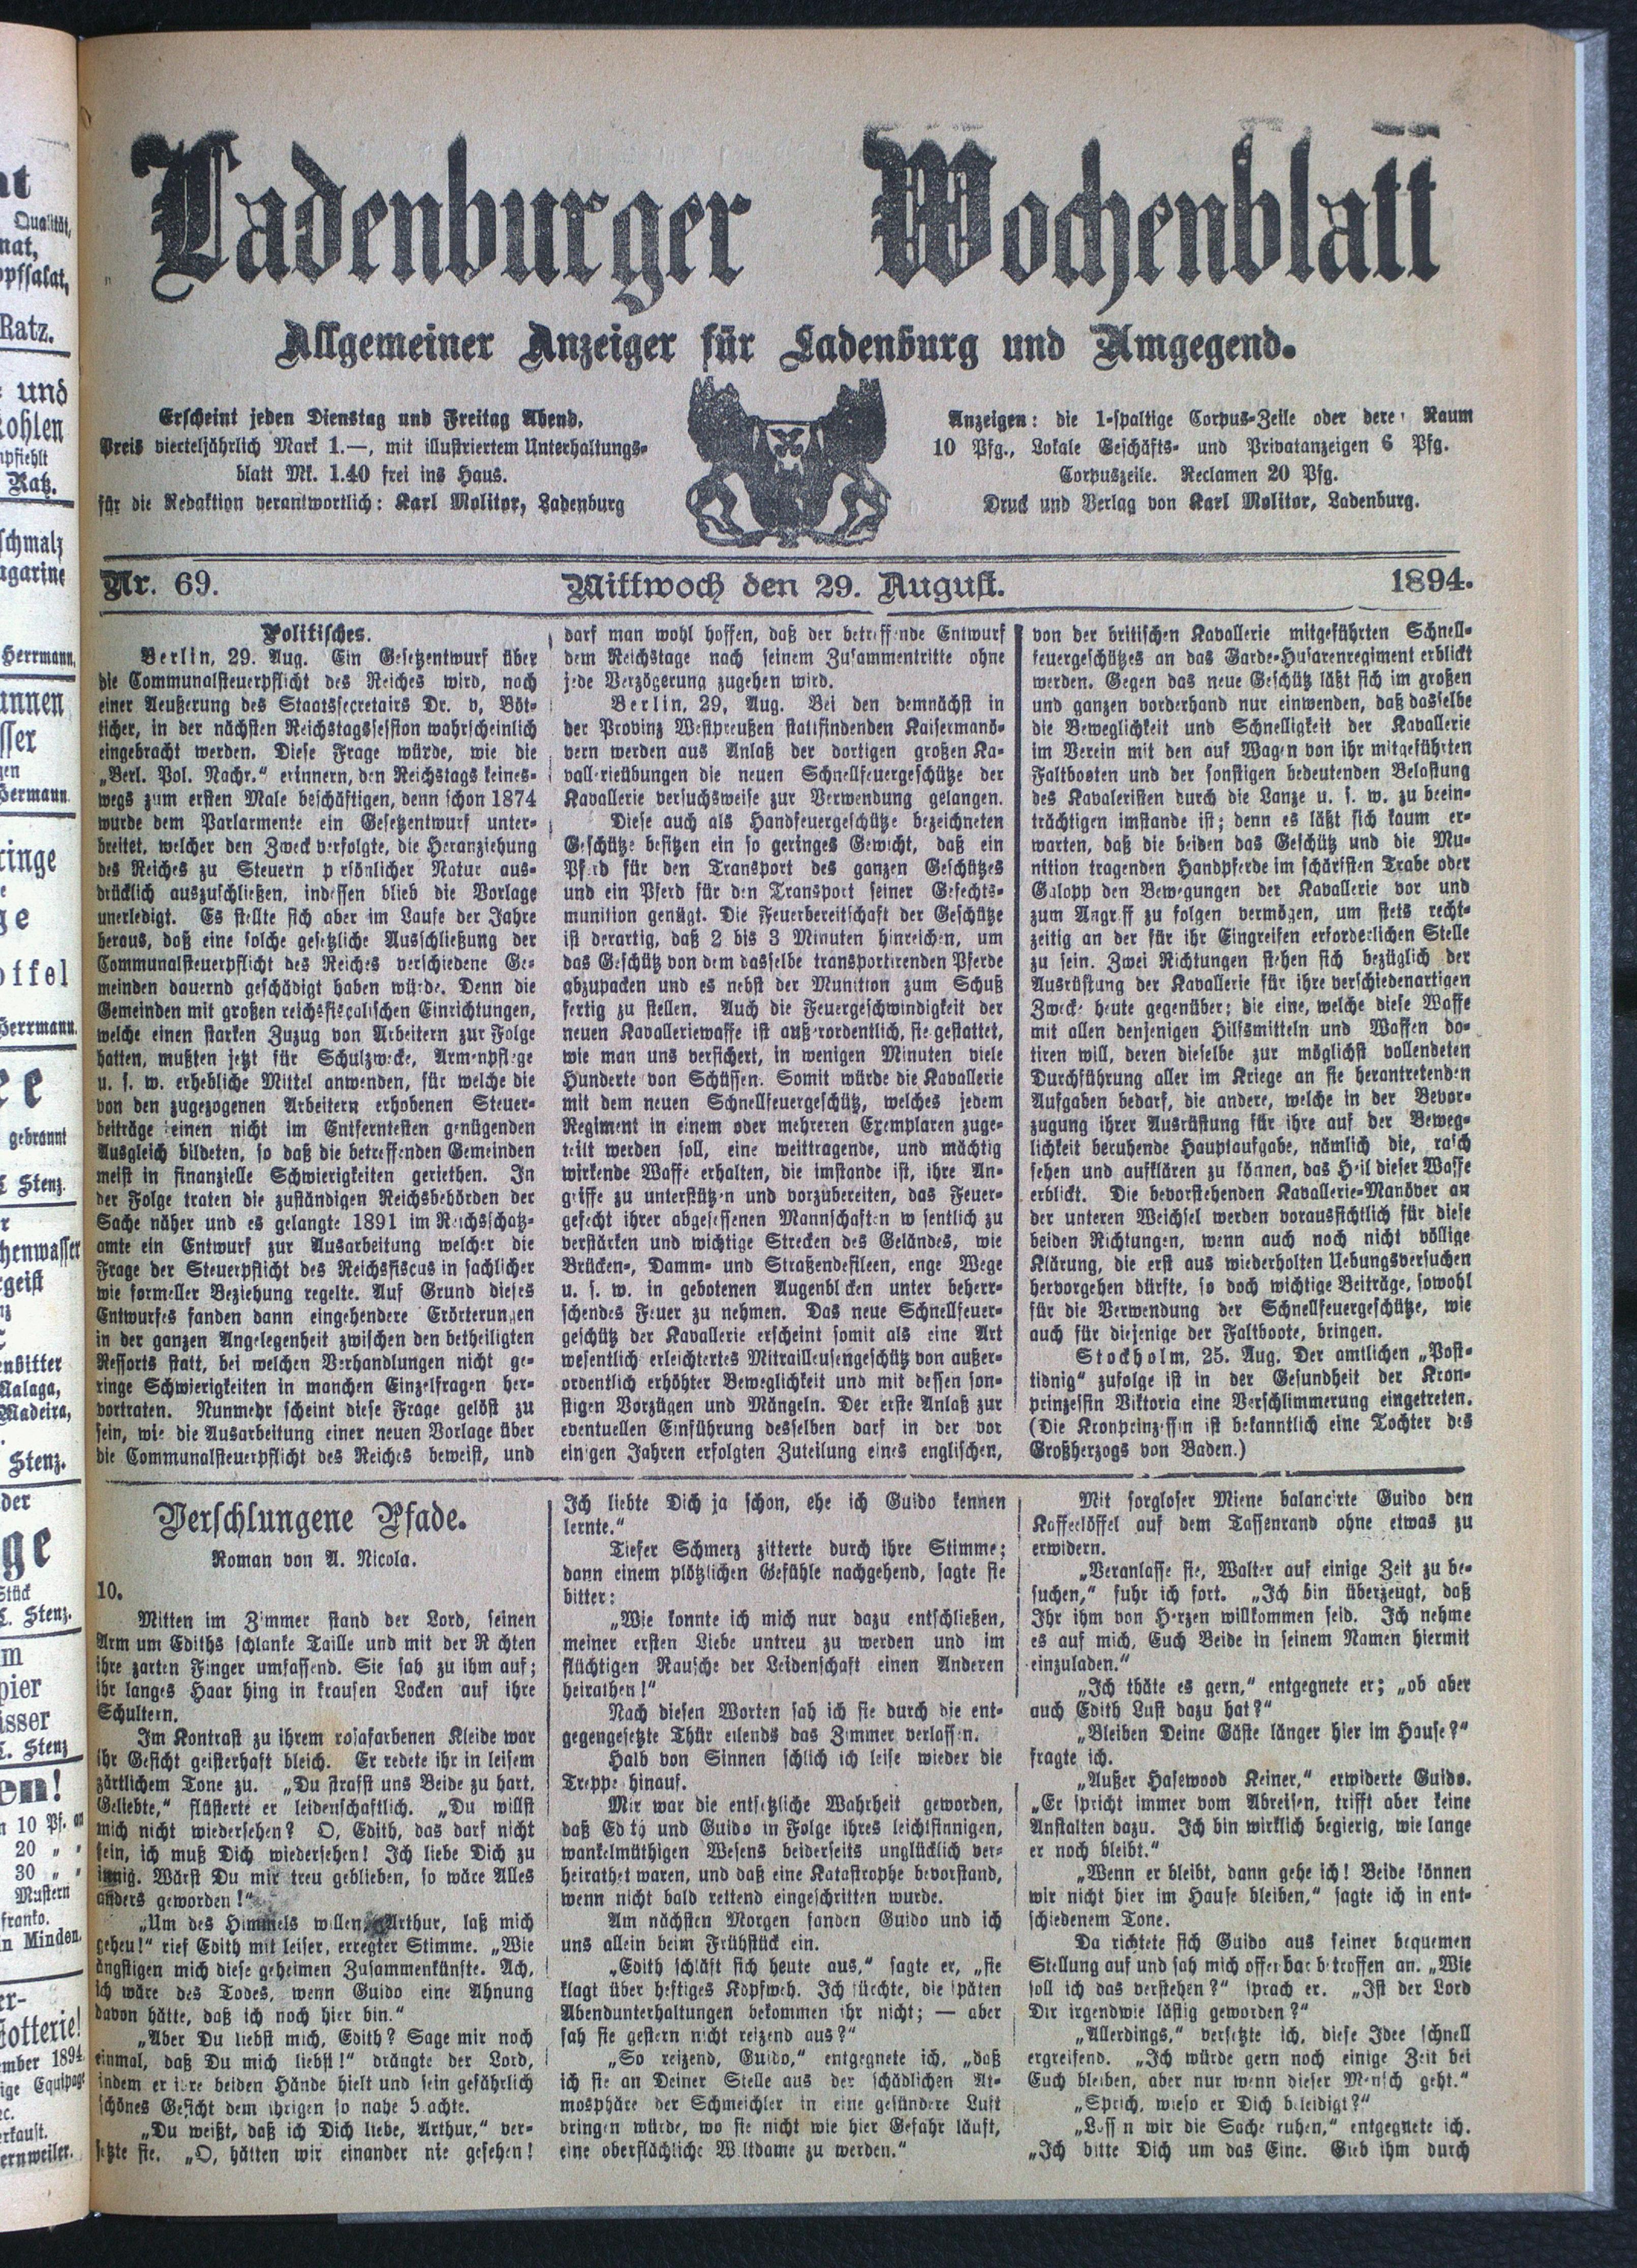 Ladenburger Wochenblatt
Allgemeiner Anzeiger für Ladenburg und Umgegend.
Erscheint jeden Dienstag und Freitag Abend.
Preis vierteljährlich Mark 1.—, mit illustriertem Unterhaltungs-
blatt Mk. 1.40 frei ins Haus.
für die Redaktion verantwortlich: Karl Molitor, Ladenburg
Anzeigen: die 1-spaltige Corpus-Zeile oder dere Raum
10 Pfg., Lokale Geschäfts- und Privatanzeigen 6 Pfg.
Corpuszeile. Reclamen 20 Pfg.
Druck und Verlag von Karl Molitor, Ladenburg.
Nr. 69. Mittwoch den 29. August. 1894.
Politisches.
Berlin, 29. Aug. Ein Gesetzentwurf über
die Communalsteuerpflicht des Reiches wird, nach
einer Aeußerung des Staatssecretairs Dr. v, Böt-
ticher, in der nächsten Reichstagssession wahrscheinlich
eingebracht werden. Diese Frage würde, wie die
„Berl. Pol. Nachr.“ erinnern, den Reichstags keines-
wegs zum ersten Male beschäftigen, denn schon 1874
wurde dem Parlarmente ein Gesetzentwurf unter-
breitet, welcher den Zweck verfolgte, die Heranziehung
des Reiches zu Steuern p rsönlicher Natur aus-
drücklich auszuschließen, indessen blieb die Vorlage
unerledigt. Es stellte sich aber im Laufe der Jahre
heraus, daß eine solche gesetzliche Ausschließung der
Communalsteuerpflicht des Reiches verschiedene Ge-
meinden dauernd geschädigt haben würde. Denn die
Gemeinden mit großen reichsfiscalischen Einrichtungen,
welche einen starken Zuzug von Arbeitern zur Folge
hatten, mußten jetzt für Schulzwecke, Armenpflege
u. s. w. erhebliche Mittel anwenden, für welche die
von den zugezogenen Arbeitern erhobenen Steuer-
beiträge einen nicht im Entferntesten genügenden
Ausgleich bildeten, so daß die betreffenden Gemeinden
meist in finanzielle Schwierigkeiten geriethen. In
der Folge traten die zuständigen Reichsbehörden der
Sache näher und es gelangte 1891 im Reichsschatz-
amte ein Entwurf zur Ausarbeitung welcher die
Frage der Steuerpflicht des Reichsfiscus in sachlicher
wie formeller Beziehung regelte. Auf Grund dieses
Entwurfes fanden dann eingehendere Erörterungen
in der ganzen Angelegenheit zwischen den betheiligten
Ressorts statt, bei welchen Verhandlungen nicht ge-
ringe Schwierigkeiten in manchen Einzelfragen her-
vortraten. Nunmehr scheint diese Frage gelöst zu
sein, wie die Ausarbeitung einer neuen Vorlage über
die Communalsteuerpflicht des Reiches beweist, und
darf man wohl hoffen, daß der betreffende Entwurf
dem Reichstage nach seinem Zusammentritte ohne
jede Verzögerung zugehen wird.
Berlin, 29, Aug. Bei den demnächst in
der Provinz Westpreußen stattfindenden Kaisermanö-
vern werden aus Anlaß der dortigen großen Ka-
vallerieübungen die neuen Schnellfeuergeschütze der
Kavallerie versuchsweise zur Verwendung gelangen.
Diese auch als Handfeuergeschütze bezeichneten
Geschütze besitzen ein so geringes Gewicht, daß ein
Pferd für den Transport des ganzen Geschützes
und ein Pferd für den Transport seiner Gefechts-
munition genügt. Die Feuerbereitschaft der Geschütze
ist derartig, daß 2 bis 3 Minuten hinreichen, um
das Geschütz von dem dasselbe transportirenden Pferde
abzupacken und es nebst der Munition zum Schuß
fertig zu stellen. Auch die Feuergeschwindigkeit der
neuen Kavalleriewaffe ist außerordentlich, sie gestattet,
wie man uns versichert, in wenigen Minuten viele
Hunderte von Schüssen. Somit würde die Kavallerie
mit dem neuen Schnellfeuergeschütz, welches jedem
Regiment in einem oder mehreren Exemplaren zuge-
teilt werden soll, eine weittragende, und mächtig
wirkende Waffe erhalten, die imstande ist, ihre An-
griffe zu unterstützen und vorzubereiten, das Feuer-
gefecht ihrer abgesessenen Mannschaften w sentlich zu
verstärken und wichtige Strecken des Geländes, wie
Brücken-, Damm- und Straßendefileen, enge Wege
u. s. w. in gebotenen Augenblicken unter beherr-
schendes Feuer zu nehmen. Das neue Schnellfeuer-
geschütz der Kavallerie erscheint somit als eine Art
wesentlich erleichtertes Mitrailleusengeschütz von außer-
ordentlich erhöhter Beweglichkeit und mit dessen son-
stigen Vorzügen und Mängeln. Der erste Anlaß zur
eventuellen Einführung desselben darf in der vor
einigen Jahren erfolgten Zuteilung eines englischen,
von der britischen Kavallerie mitgeführten Schnell-
feuergeschützes an das Garde-Husarenregiment erblickt
werden. Gegen das neue Geschütz läßt sich im großen
und ganzen vorderhand nur einwenden, daß dasselbe
die Beweglichkeit und Schnelligkeit der Kavallerie
im Verein mit den auf Wagen von ihr mitgeführten
Faltbooten und der sonstigen bedeutenden Belastung
des Kavaleristen durch die Lanze u. s. w. zu beein-
trächtigen imstande ist; denn es läßt sich kaum er-
warten, daß die beiden das Geschütz und die Mu-
nition tragenden Handpferde im schärfsten Trabe oder
Galopp den Bewegungen der Kavallerie vor und
zum Angriff zu folgen vermögen, um stets recht-
zeitig an der für ihr Eingreifen erforderlichen Stelle
zu sein. Zwei Richtungen stehen sich bezüglich der
Ausrüstung der Kavallerie für ihre verschiedenartigen
Zwecke heute gegenüber; die eine, welche diese Waffe
mit allen denjenigen Hilfsmitteln und Waffen do-
tiren will, deren dieselbe zur möglichst vollendeten
Durchführung aller im Kriege an sie herantretenden
Aufgaben bedarf, die andere, welche in der Bevor-
zugung ihrer Ausrüstung für ihre auf der Beweg-
lichkeit beruhende Hauptaufgabe, nämlich die, rasch
sehen und aufklären zu können, das Heil dieser Waffe
erblickt. Die bevorstehenden Kavallerie-Manöver an
der unteren Weichsel werden voraussichtlich für diese
beiden Richtungen, wenn auch noch nicht völlige
Klärung, die erst aus wiederholten Uebungsversuchen
hervorgehen dürfte, so doch wichtige Beiträge, sowohl
für die Verwendung der Schnellfeuergeschütze, wie
auch für diejenige der Faltboote, bringen.
Stockholm, 25. Aug. Der amtlichen „Post-
tidnig“ zufolge ist in der Gesundheit der Kron-
prinzessin Viktoria eine Verschlimmerung eingetreten.
(Die Kronprinzessin ist bekanntlich eine Tochter des
Großherzogs von Baden.)
Verschlungene Pfade.
Roman von A. Nicola.
10.
Mitten im Zimmer stand der Lord, seinen
Arm um Ediths schlanke Taille und mit der R chten
ihre zarten Finger umfassend. Sie sah zu ihm auf;
ihr langes Haar hing in krausen Locken auf ihre
Schultern.
Im Kontrast zu ihrem rosafarbenen Kleide war
ihr Gesicht geisterhaft bleich. Er redete ihr in leisem
zärtlichem Tone zu. „Du strafst uns Beide zu hart,
Geliebte,“ flüsterte er leidenschaftlich. „Du willst
mich nicht wiedersehen? O, Edith, das darf nicht
sein, ich muß Dich wiedersehen! Ich liebe Dich zu
innig. Wärst Du mir treu geblieben, so wäre Alles
anders geworden!“
„Um des Himmels willen, Arthur, laß mich
geheu!“ rief Edith mit leiser, erregter Stimme. „Wie
ängstigen mich diese geheimen Zusammenkünfte. Ach,
ich wäre des Todes, wenn Guido eine Ahnung
davon hätte, daß ich noch hier bin.“
„Aber Du liebst mich, Edith? Sage mir noch
einmal, daß Du mich liebst!“ drängte der Lord,
indem er ihre beiden Hände hielt und sein gefährlich
schönes Gesicht dem ihrigen so nahe brachte.
„Du weißt, daß ich Dich liebe, Arthur,“ ver-
setzte sie. „O, hätten wir einander nie gesehen!
Ich liebte Dich ja schon, ehe ich Guido kennen
lernte.“
Tiefer Schmerz zitterte durch ihre Stimme;
dann einem plötzlichen Gefühle nachgehend, sagte sie
bitter:
„Wie konnte ich mich nur dazu entschließen,
meiner ersten Liebe untreu zu werden und im
flüchtigen Rausche der Leidenschaft einen Anderen
heirathen!“
Nach diesen Worten sah ich sie durch die ent-
gegengesetzte Thür eilends das Zimmer verlassen.
Halb von Sinnen schlich ich leise wieder die
Treppe hinauf.
Mir war die entsetzliche Wahrheit geworden,
daß Edith und Guido in Folge ihres leichtsinnigen,
wankelmüthigen Wesens beiderseits unglücklich ver-
heirathet waren, und daß eine Katastrophe bevorstand,
wenn nicht bald rettend eingeschritten wurde.
Am nächsten Morgen fanden Guido und ich
uns allein beim Frühstück ein.
„Edith schläft sich heute aus,“ sagte er, „sie
klagt über heftiges Kopfweh. Ich fürchte, die späten
Abendunterhaltungen bekommen ihr nicht; — aber
sah sie gestern nicht reizend aus?“
„So reizend, Guido,“ entgegnete ich, „daß
ich sie an Deiner Stelle aus der schädlichen At-
mosphäre der Schmeichler in eine gesündere Luft
bringen würde, wo sie nicht wie hier Gefahr läuft,
eine oberflächliche Weltdame zu werden.“
Mit sorgloser Miene balancirte Guido den
Kaffeelöffel auf dem Tassenrand ohne etwas zu
erwidern.
„Veranlasse sie, Walter auf einige Zeit zu be-
suchen,“ fuhr ich fort. „Ich bin überzeugt, daß
Ihr ihm von Herzen willkommen seid. Ich nehme
es auf mich, Euch Beide in seinem Namen hiermit
einzuladen.“
„Ich thäte es gern,“ entgegnete er; „ob aber
auch Edith Lust dazu hat?“
„Bleiben Deine Gäste länger hier im Hause?“
fragte ich.
„Außer Hasewood Keiner,“ erwiderte Guido.
„Er spricht immer vom Abreisen, trifft aber keine
Anstalten dazu. Ich bin wirklich begierig, wie lange
er noch bleibt.“
„Wenn er bleibt, dann gehe ich! Beide können
wir nicht hier im Hause bleiben,“ sagte ich in ent-
schiedenem Tone.
Da richtete sich Guido aus seiner bequemen
Stellung auf und sah mich offenbar betroffen an. „Wie
soll ich das verstehen?“ sprach er. „Ist der Lord
Dir irgendwie lästig geworden?“
„Allerdings,“ versetzte ich, diese Idee schnell
ergreifend. „Ich würde gern noch einige Zeit bei
Euch bleiben, aber nur wenn dieser Mensch geht.“
„Sprich, wieso er Dich beleidigt?“
„Lass n wir die Sache ruhen,“ entgegnete ich.
„Ich bitte Dich um das Eine. Gieb ihm durch
Qualität,
Ratz.
und
Ratz.
Herrmann,
Hermann.
Herrmann.
gebrannt
Stenz.
Stenz.
Malaga,
Madeira,
Stenz.
Stück
C. Stenz.
C. Stenz
10 Pf.
20 „
30 „
Mustern
franko.
in Minden.